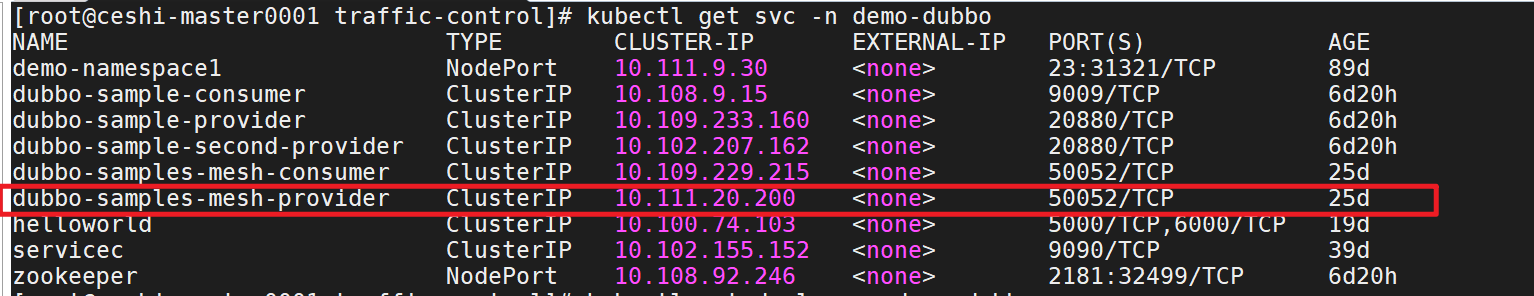 [root@ceshi-master0001 traffic-control]# kubectl get svc -n demo-dubbo
NAME TYPE CLUSTER-IP EXTERNAL-IP PORT(S) AGE
demo-namespace1 NodePort 10.111.9.30 <none> 23:31321/TCP 89d
dubbo-sample-consumer ClusterIP 10.108.9.15 <none> 9009/TCP 6d20h
dubbo-sample-provider ClusterIP 10.109.233.160 <none> 20880/TCP 6d20h
dubbo-sample-second-provider ClusterIP 10.102.207.162 <none> 20880/TCP 6d20h
dubbo-samples-mesh-consumer ClusterIP 10.109.229.215 <none> 50052/TCP 25d
dubbo-samples-mesh-provider ClusterIP 10.111.20.200 <none> 50052/TCP 25d
helloworld ClusterIP 10.100.74.103 <none> 5000/TCP,6000/TCP 19d
servicec ClusterIP 10.102.155.152 <none> 9090/TCP 39d
zookeeper NodePort 10.108.92.246 <none> 2181:32499/TCP 6d20h